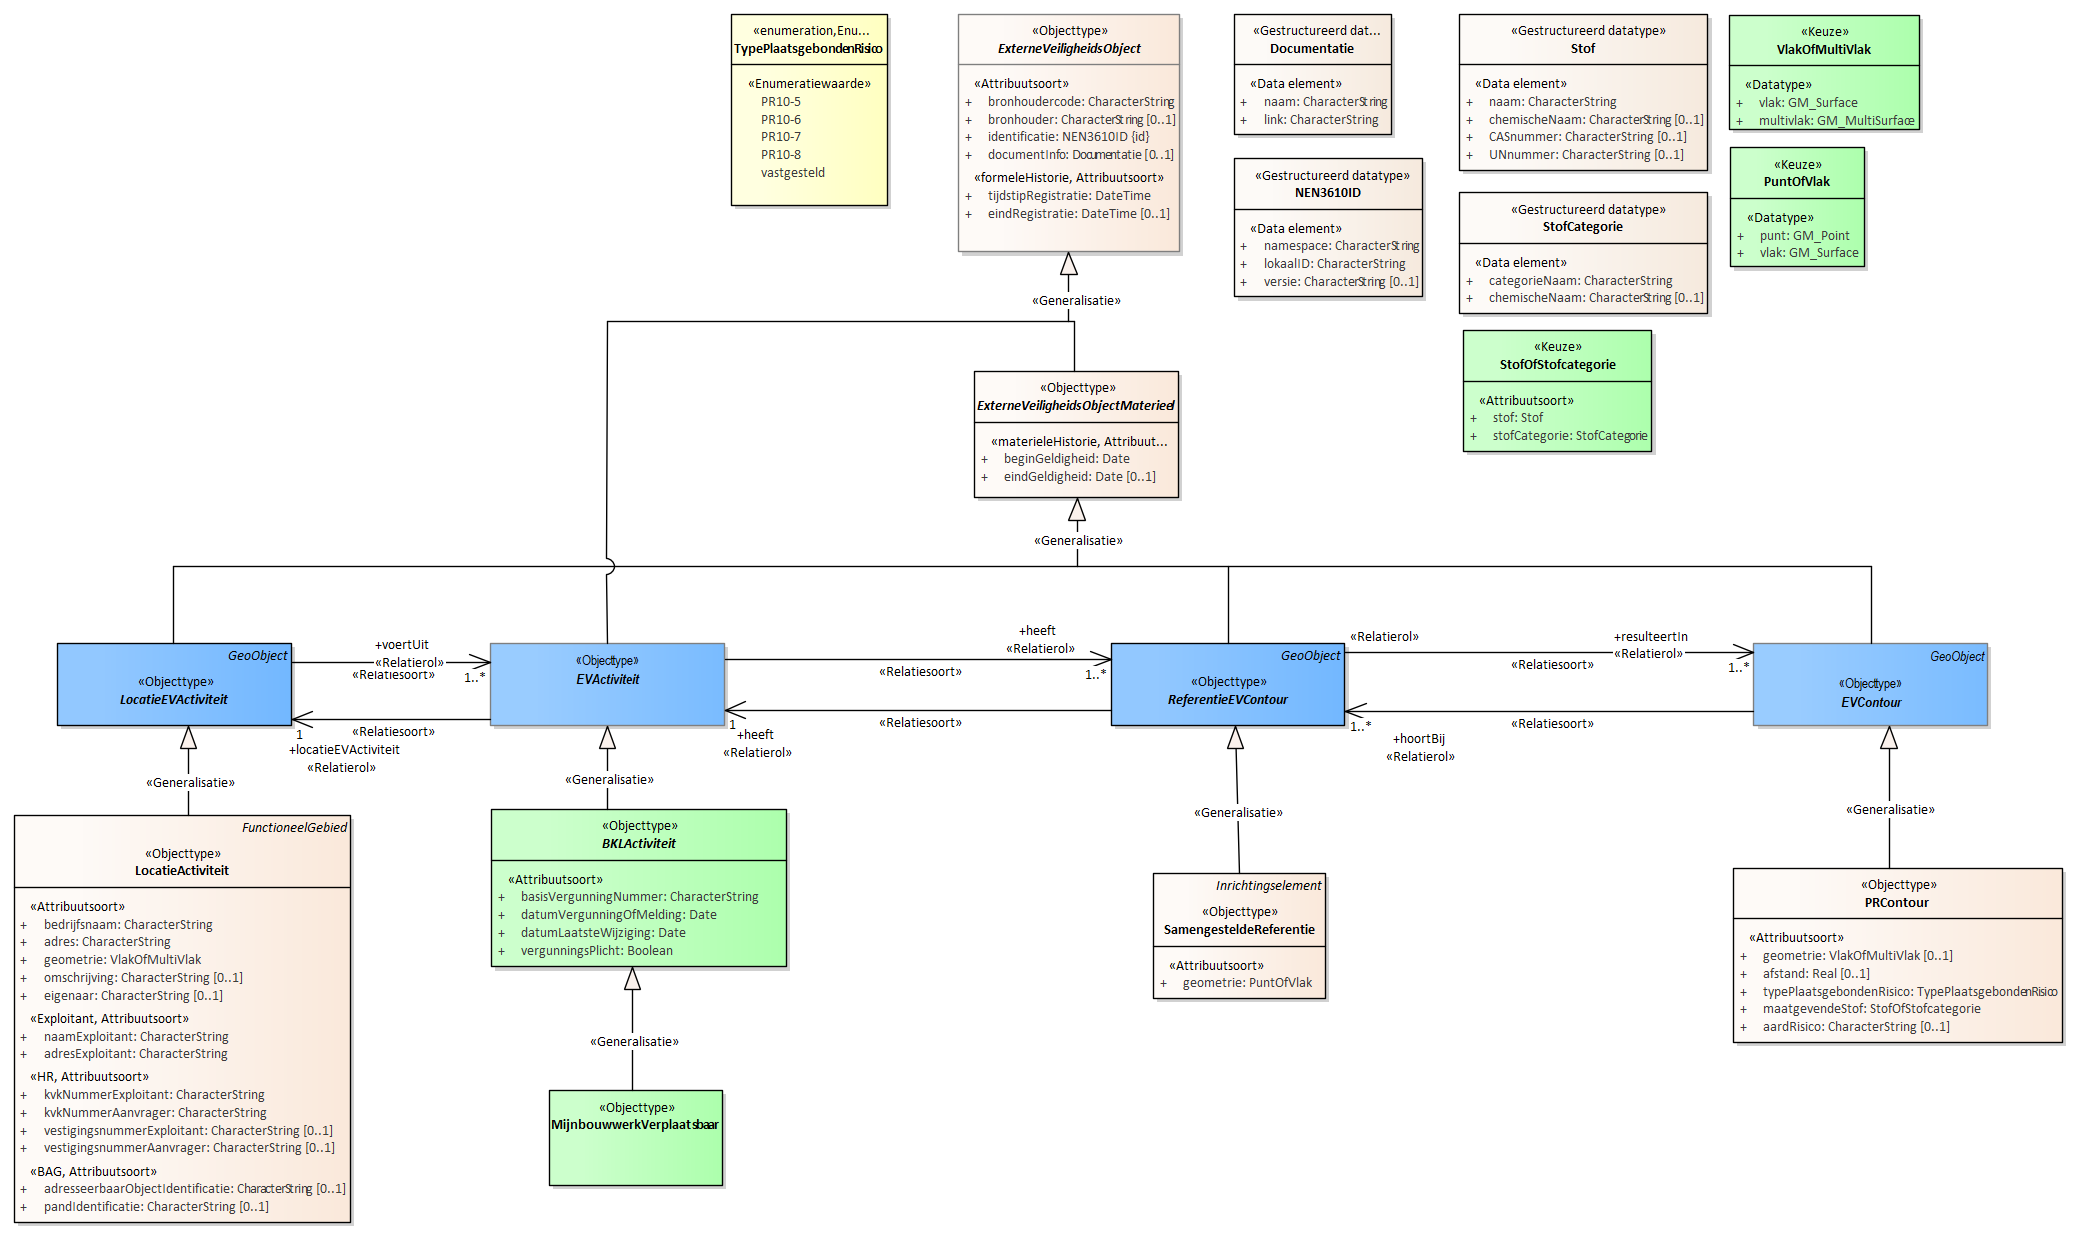 «enumeration,Enu...
TypePlaatsgebondenRisico
«Enumeratiewaarde»
PR10-5
PR10-6
PR10-7
PR10-8
vastgesteld
«Objecttype»
ExterneVeiligheidsObject
«Attribuutsoort»
+ bronhoudercode: CharacterString
+ bronhouder: CharacterString [0..1]
+ identificatie: NEN3610ID {id}
+ documentInfo: Documentatie [0..1]
«formeleHistorie, Attribuutsoort»
+ tijdstipRegistratie: DateTime
+ eindRegistratie: DateTime [0..1]
«Gestructureerd dat...
Documentatie
«Data element»
+ naam: CharacterString
+ link: CharacterString
«Gestructureerd datatype»
NEN3610ID
«Data element»
+ namespace: CharacterString
+ lokaalID: CharacterString
+ versie: CharacterString [0..1]
«Gestructureerd datatype»
Stof
«Data element»
+ naam: CharacterString
+ chemischeNaam: CharacterString [0..1]
+ CASnummer: CharacterString [0..1]
+ UNnummer: CharacterString [0..1]
«Gestructureerd datatype»
StofCategorie
«Data element»
+ categorieNaam: CharacterString
+ chemischeNaam: CharacterString [0..1]
«Keuze»
StofOfStofcategorie
«Attribuutsoort»
+ stof: Stof
+ stofCategorie: StofCategorie
«Keuze»
VlakOfMultiVlak
«Datatype»
+ vlak: GM_Surface
+ multivlak: GM_MultiSurface
«Keuze»
PuntOfVlak
«Datatype»
+ punt: GM_Point
+ vlak: GM_Surface
«Generalisatie»
«Objecttype»
ExterneVeiligheidsObjectMaterieel
«materieleHistorie, Attribuut...
+ beginGeldigheid: Date
+ eindGeldigheid: Date [0..1]
«Generalisatie»
GeoObject
«Objecttype»
LocatieEVActiviteit
+voertUit
«Relatierol»
«Relatiesoort»
1..*
«Relatiesoort»
1
+locatieEVActiviteit
«Relatierol»
«Objecttype»
EVActiviteit
+heeft
«Relatierol»
«Relatiesoort»
1..*
«Relatiesoort»
1
+heeft
«Relatierol»
GeoObject
«Objecttype»
ReferentieEVContour
«Relatierol»
+resulteertIn
«Relatierol»
«Relatiesoort»
1..*
«Relatiesoort»
1..*
+hoortBij
«Relatierol»
GeoObject
«Objecttype»
EVContour
«Generalisatie»
FunctioneelGebied
«Objecttype»
LocatieActiviteit
«Attribuutsoort»
+ bedrijfsnaam: CharacterString
+ adres: CharacterString
+ geometrie: VlakOfMultiVlak
+ omschrijving: CharacterString [0..1]
+ eigenaar: CharacterString [0..1]
«Exploitant, Attribuutsoort»
+ naamExploitant: CharacterString
+ adresExploitant: CharacterString
«HR, Attribuutsoort»
+ kvkNummerExploitant: CharacterString
+ kvkNummerAanvrager: CharacterString
+ vestigingsnummerExploitant: CharacterString [0..1]
+ vestigingsnummerAanvrager: CharacterString [0..1]
«BAG, Attribuutsoort»
+ adresseerbaarObjectIdentificatie: CharacterString [0..1]
+ pandIdentificatie: CharacterString [0..1]
«Generalisatie»
«Objecttype»
BKLActiviteit
«Attribuutsoort»
+ basisVergunningNummer: CharacterString
+ datumVergunningOfMelding: Date
+ datumLaatsteWijziging: Date
+ vergunningsPlicht: Boolean
«Generalisatie»
«Objecttype»
MijnbouwwerkVerplaatsbaar
«Generalisatie»
Inrichtingselement
«Objecttype»
SamengesteldeReferentie
«Attribuutsoort»
+ geometrie: PuntOfVlak
«Generalisatie»
«Objecttype»
PRContour
«Attribuutsoort»
+ geometrie: VlakOfMultiVlak [0..1]
+ afstand: Real [0..1]
+ typePlaatsgebondenRisico: TypePlaatsgebondenRisico
+ maatgevendeStof: StofOfStofcategorie
+ aardRisico: CharacterString [0..1]